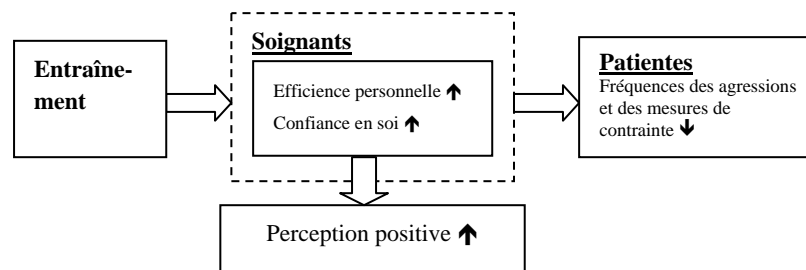 Entraîne-
ment
Soignants
Efficience personnelle ↑
Confiance en soi ↑
Patientes
Fréquences des agressions
et des mesures de
contrainte ↓
Perception positive ↑